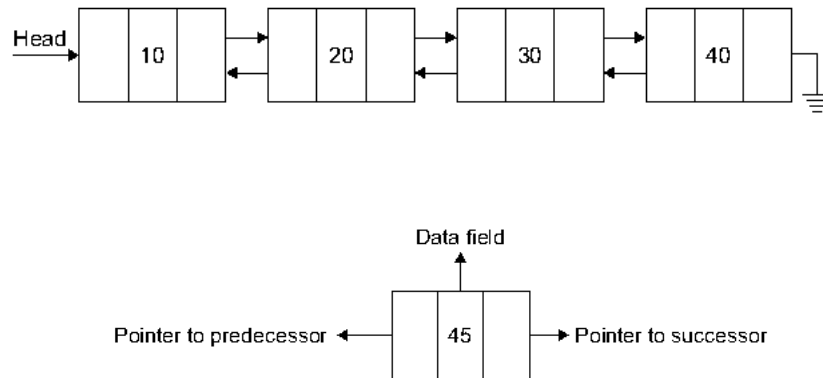 Head
10 20 30 40
Data field
Pointer to predecessor 45 Pointer to successor